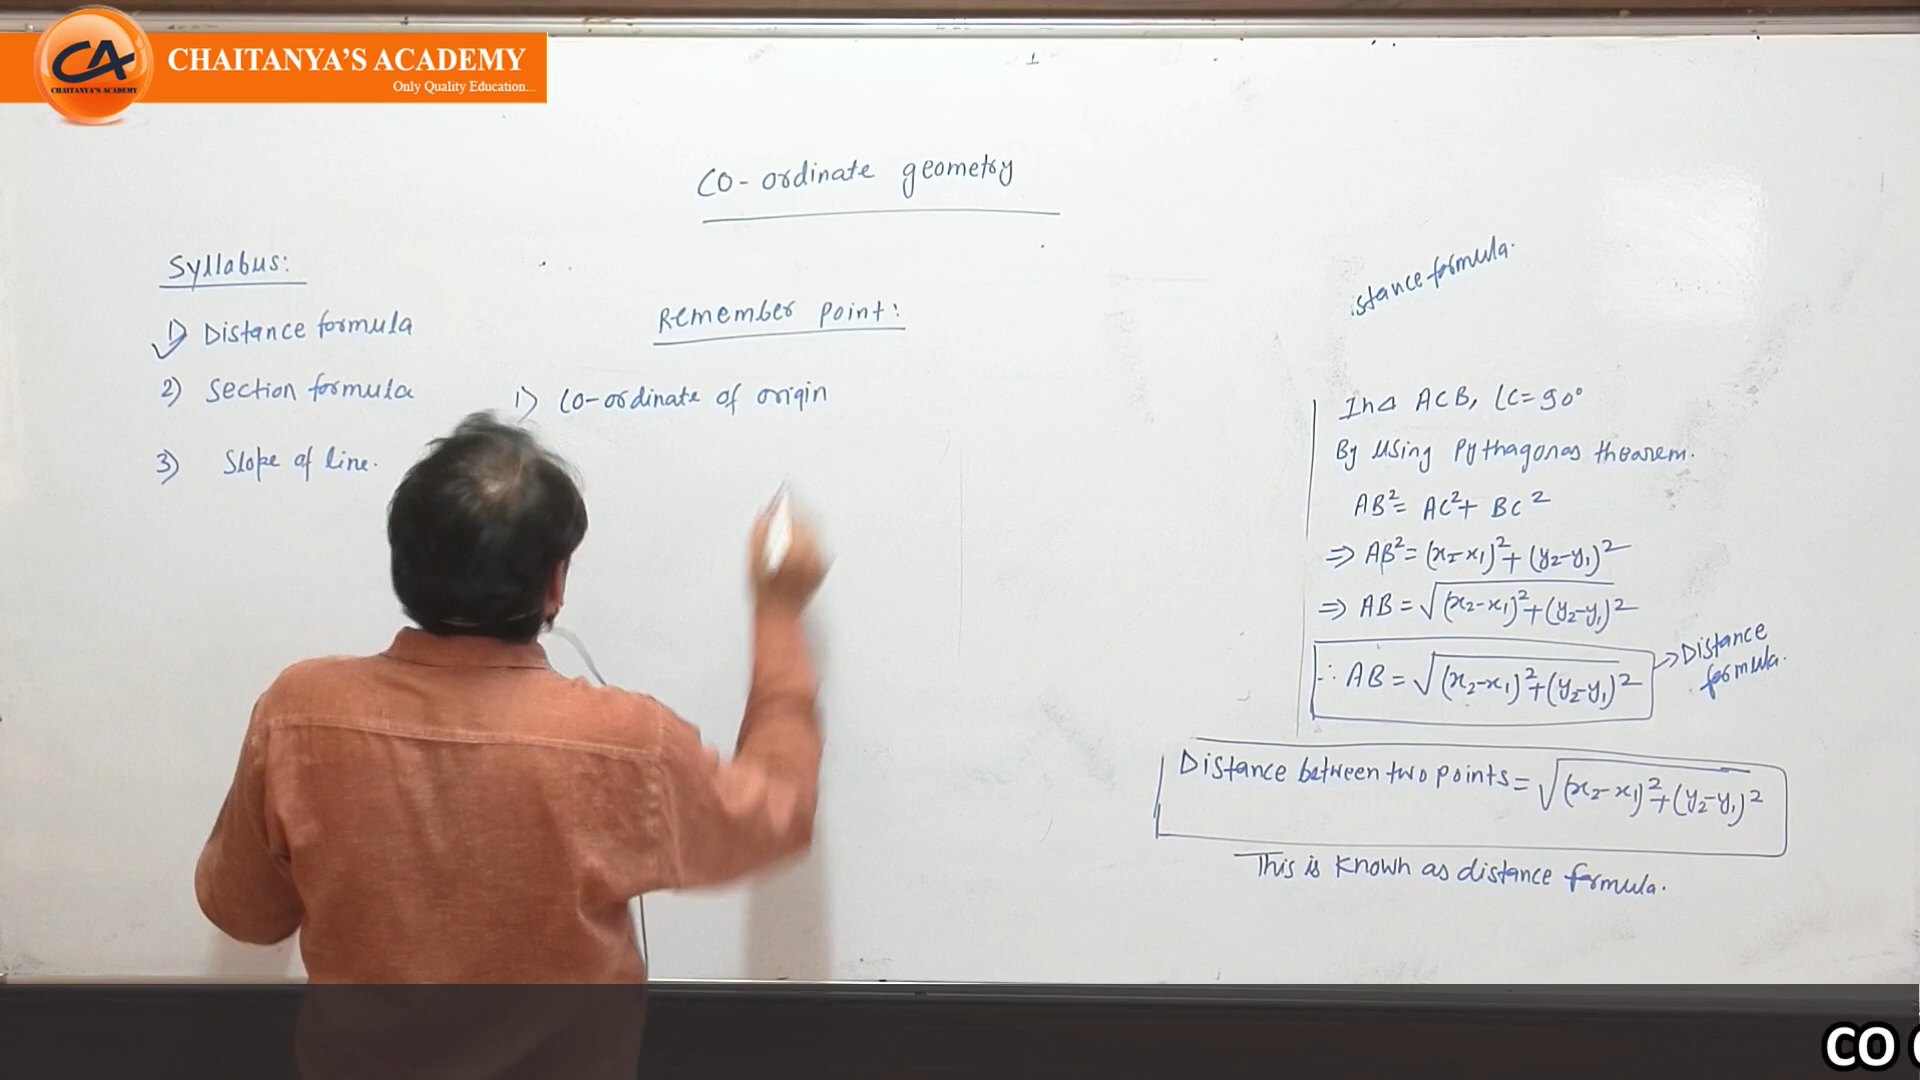 CA
CHAITANYA'S ACADEMY
CHAITANYA'S ACADEMY
Only Quality Education...
Co-ordinate geometry
Syllabus:
1) Distance formula
2) Section formula
3) Slope of line.
Remember point:
1) Co-ordinate of origin
istance formula.
In△ ACB, ∠C=90°
By Using Pythagoras thearem.
AB²= AC²+ BC²
⇒ AB²= (x₂-x₁)²+(y₂-y₁)²
⇒ AB = √(x₂-x₁)²+(y₂-y₁)²
∴ AB = √(x₂-x₁)²+(y₂-y₁)² → Distance formula.
Distance between two points = √(x₂-x₁)²+(y₂-y₁)²
This is known as distance formula.
CO